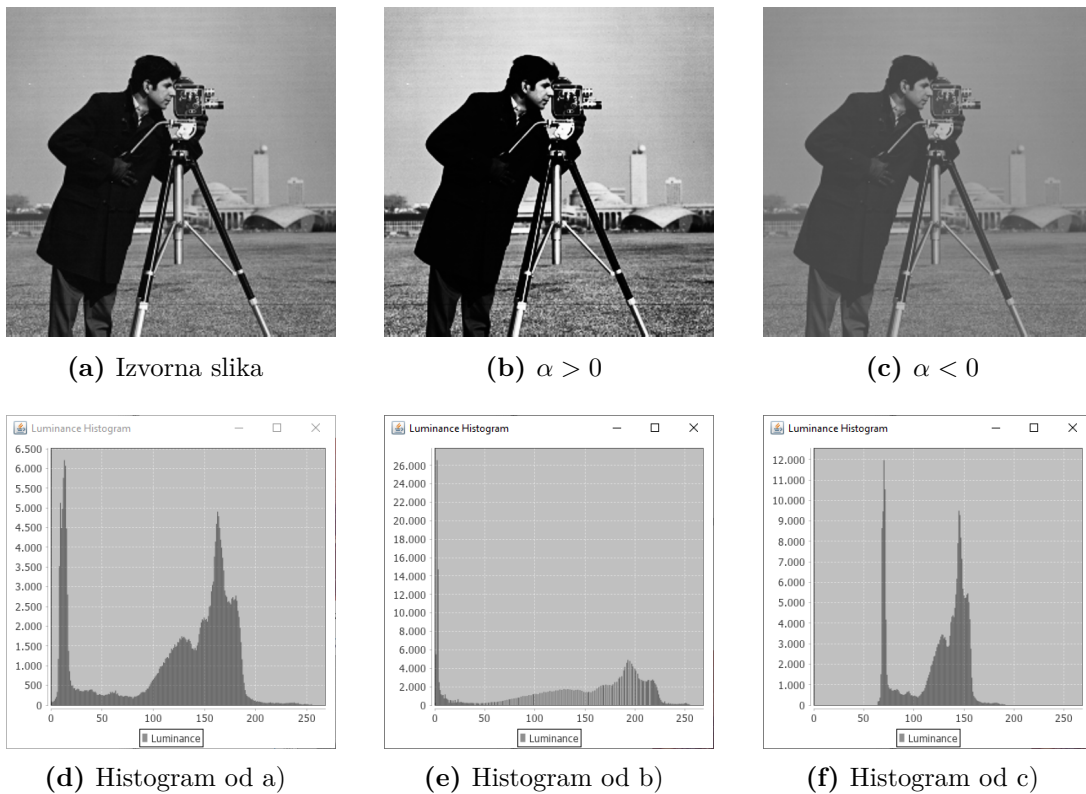 (a) Izvorna slika
(b) α > 0
(c) α < 0
Luminance Histogram
6.500
6.000
5.500
5.000
4.500
4.000
3.500
3.000
2.500
2.000
1.500
1.000
500
0
0 50 100 150 200 250
Luminance
Luminance Histogram
26.000
24.000
22.000
20.000
18.000
16.000
14.000
12.000
10.000
8.000
6.000
4.000
2.000
0
0 50 100 150 200 250
Luminance
Luminance Histogram
12.000
11.000
10.000
9.000
8.000
7.000
6.000
5.000
4.000
3.000
2.000
1.000
0
0 50 100 150 200 250
Luminance
(d) Histogram od a)
(e) Histogram od b)
(f) Histogram od c)